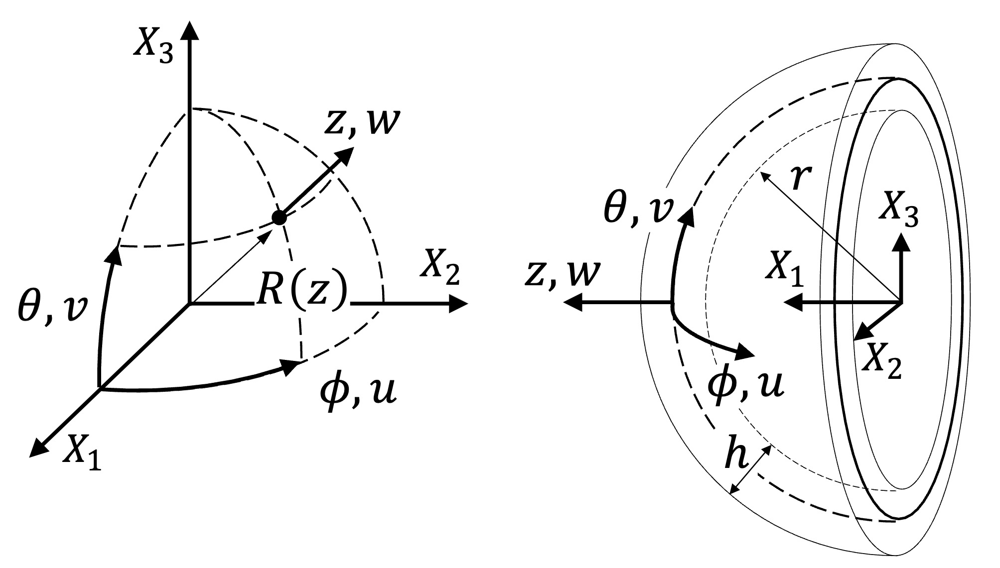 X₃
z, w
X₂
R(z)
θ, v
ϕ, u
X₁
r
θ, v
X₃
X₁
z, w
X₂
ϕ, u
h